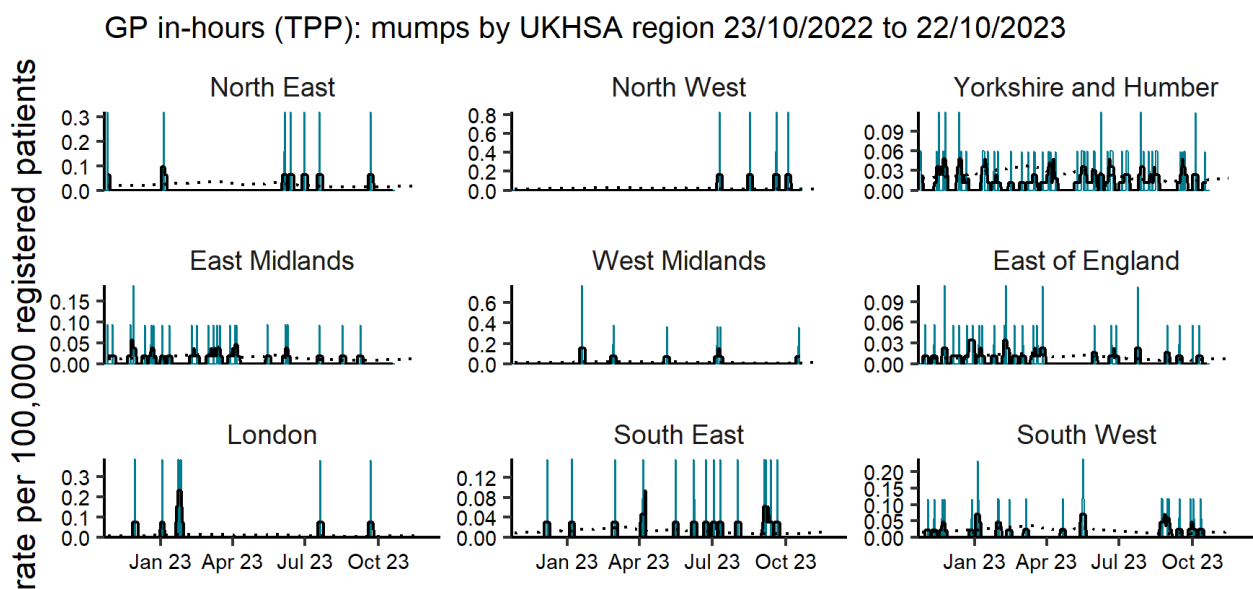 GP in-hours (TPP): mumps by UKHSA region 23/10/2022 to 22/10/2023
rate per 100,000 registered patients
North East
0.3
0.2
0.1
0.0
North West
0.8
0.6
0.4
0.2
0.0
Yorkshire and Humber
0.09
0.06
0.03
0.00
East Midlands
0.15
0.10
0.05
0.00
West Midlands
0.6
0.4
0.2
0.0
East of England
0.09
0.06
0.03
0.00
London
0.3
0.2
0.1
0.0
Jan 23 Apr 23 Jul 23 Oct 23
South East
0.12
0.08
0.04
0.00
Jan 23 Apr 23 Jul 23 Oct 23
South West
0.20
0.15
0.10
0.05
0.00
Jan 23 Apr 23 Jul 23 Oct 23